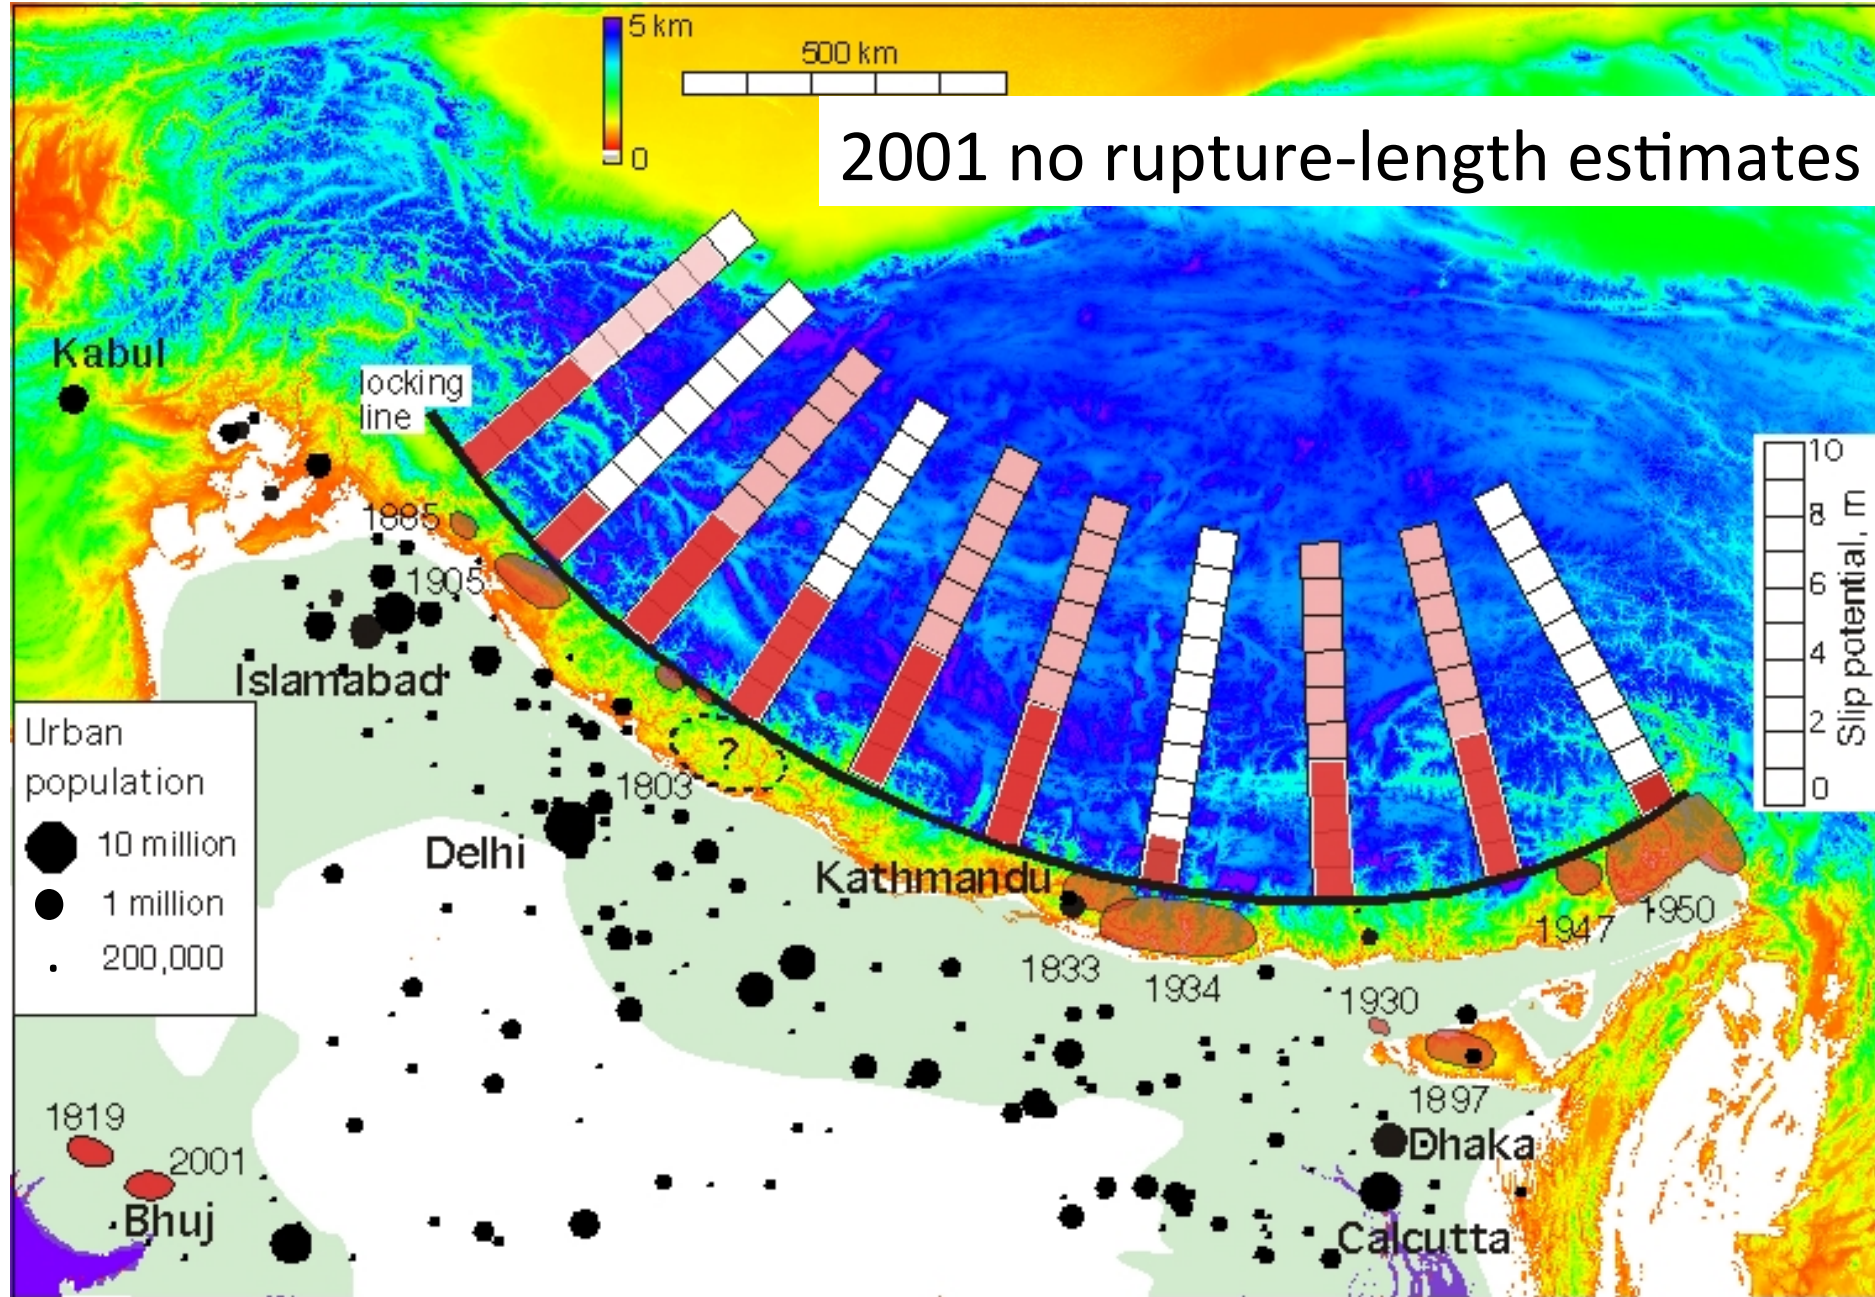 5 km
500 km
0
2001 no rupture-length estimates
Kabul
locking
line
10
8
6
4
2
0
Slip potential, m
1885
1905
Islamabad
Urban
population
10 million
1 million
200,000
?
1803
Delhi
Kathmandu
1833
1934
1930
1947
1950
1897
1819
2001
Bhuj
Dhaka
Calcutta